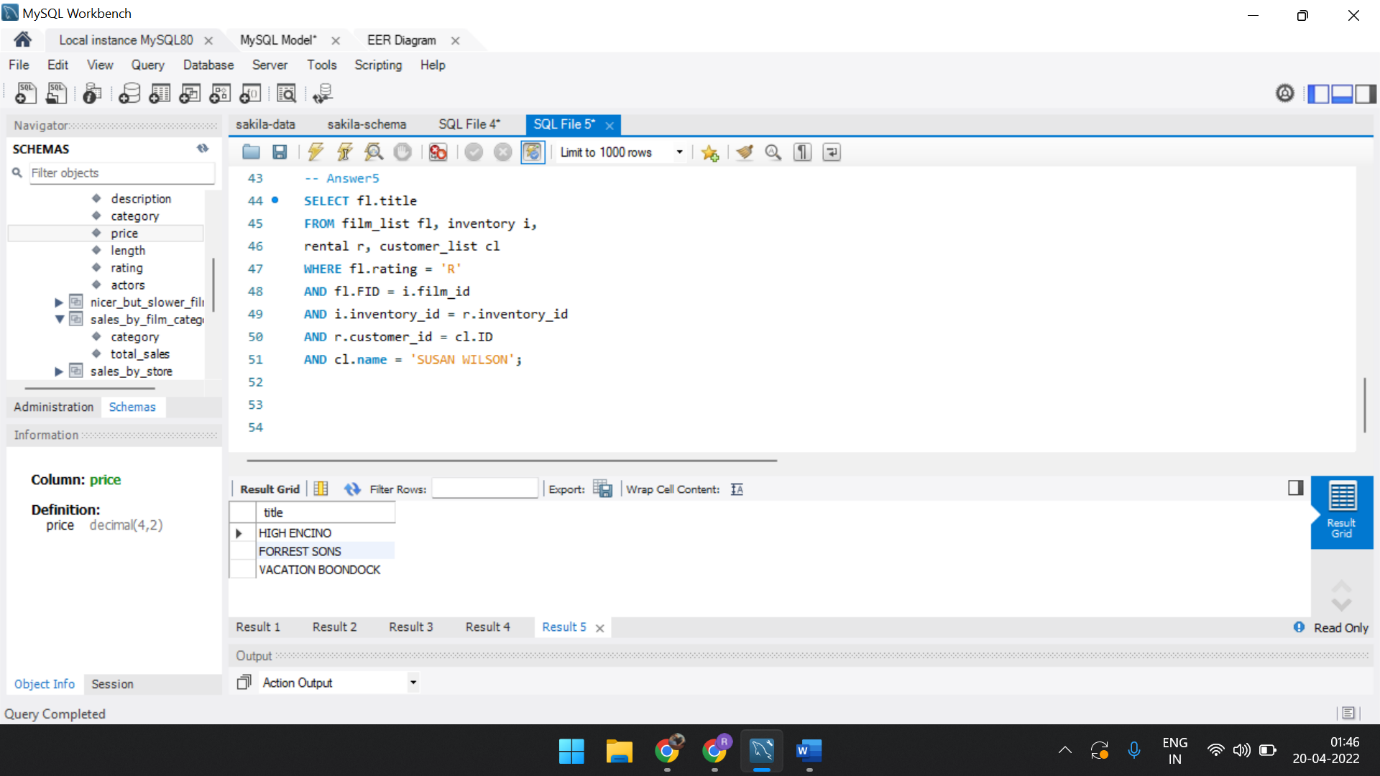 MySQL Workbench
Local instance MySQL80 × MySQL Model* × EER Diagram ×
File Edit View Query Database Server Tools Scripting Help
Navigator
SCHEMAS
Filter objects
description
category
price
length
rating
actors
nicer_but_slower_fil
sales_by_film_categ
category
total_sales
sales_by_store
Administration Schemas
Information
Column: price
Definition:
price decimal(4,2)
Object Info Session
sakila-data sakila-schema SQL File 4* SQL File 5* ×
Limit to 1000 rows
43 -- Answer5
44 SELECT fl.title
45 FROM film_list fl, inventory i,
46 rental r, customer_list cl
47 WHERE fl.rating = 'R'
48 AND fl.FID = i.film_id
49 AND i.inventory_id = r.inventory_id
50 AND r.customer_id = cl.ID
51 AND cl.name = 'SUSAN WILSON';
52
53
54
Result Grid Filter Rows: Export: Wrap Cell Content:
title
HIGH ENCINO
FORREST SONS
VACATION BOONDOCK
Result
Grid
Result 1 Result 2 Result 3 Result 4 Result 5 × Read Only
Output
Action Output
Query Completed
ENG
IN
01:46
20-04-2022